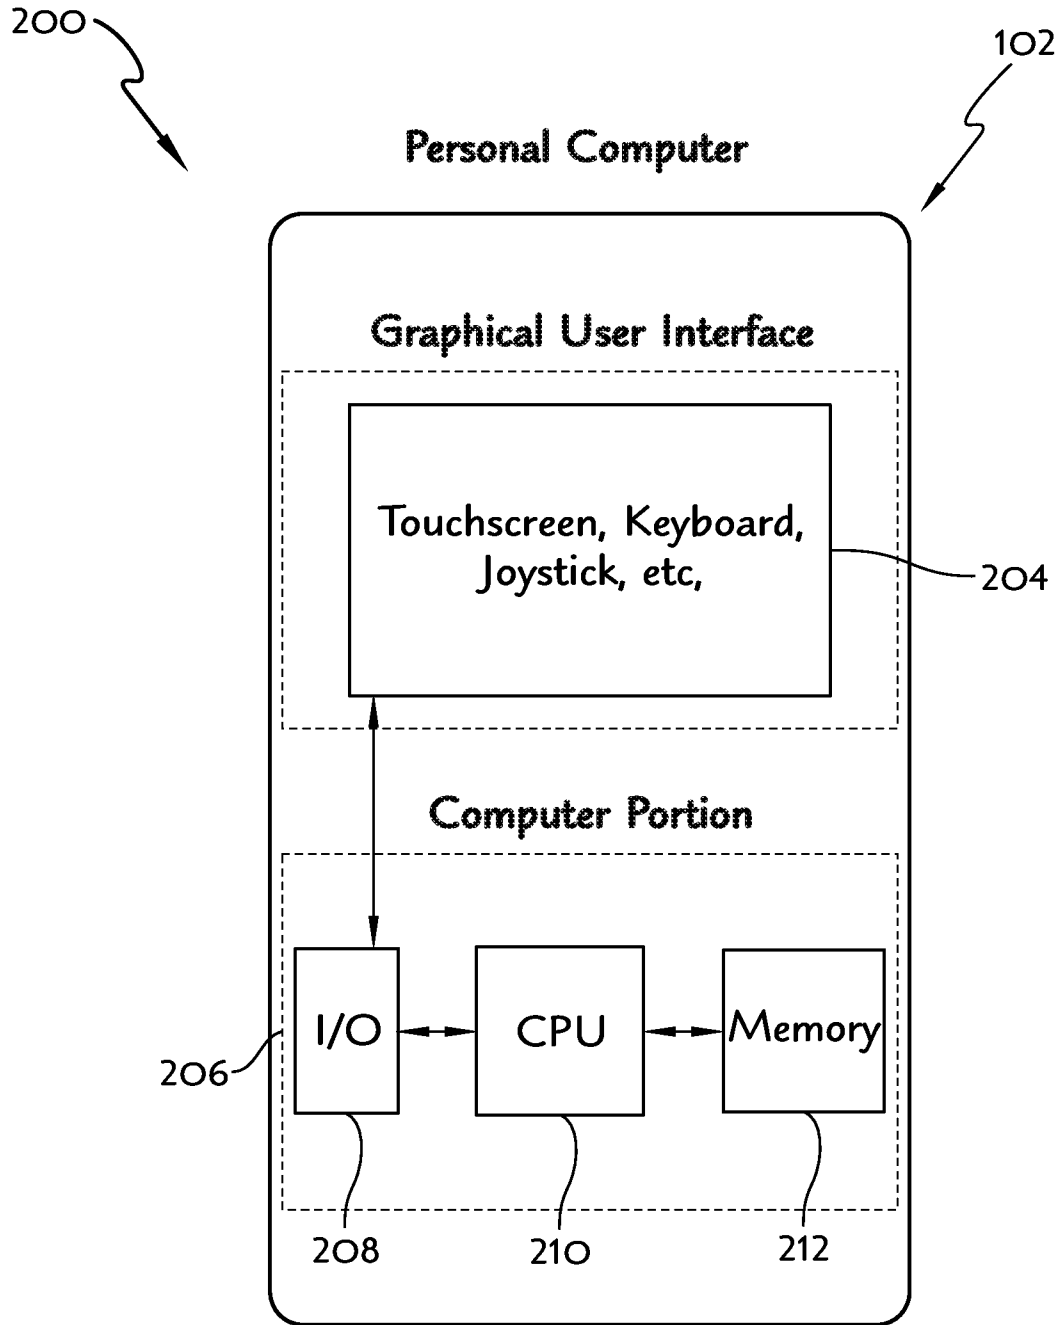 200
102
Personal Computer
Graphical User Interface
Touchscreen, Keyboard,
Joystick, etc,
204
Computer Portion
I/O
CPU
Memory
206
208
210
212